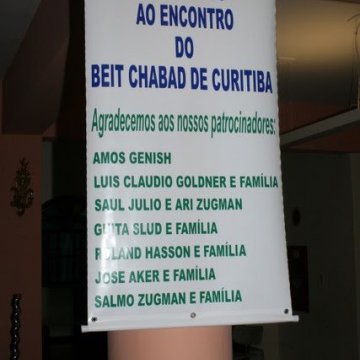 AO ENCONTRO
DO
BEIT CHABAD DE CURITIBA
Agradecemos aos nossos patrocinadores:
AMOS GENISH
LUIS CLAUDIO GOLDNER E FAMÍLIA
SAUL JULIO E ARI ZUGMAN
GUITA SLUD E FAMÍLIA
ROLAND HASSON E FAMÍLIA
JOSE AKER E FAMÍLIA
SALMO ZUGMAN E FAMÍLIA